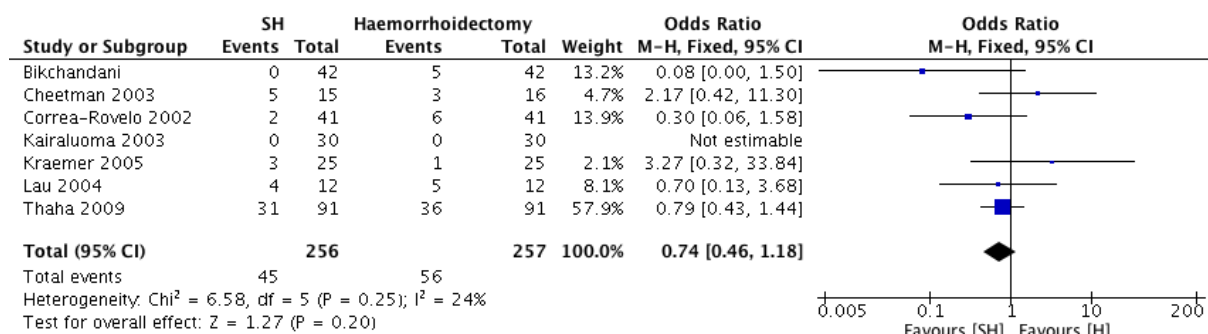 SH Haemorrhoidectomy Odds Ratio Odds Ratio
Study or Subgroup Events Total Events Total Weight M-H, Fixed, 95% CI M-H, Fixed, 95% CI
Bikchandani 0 42 5 42 13.2% 0.08 [0.00, 1.50]
Cheetman 2003 5 15 3 16 4.7% 2.17 [0.42, 11.30]
Correa-Rovelo 2002 2 41 6 41 13.9% 0.30 [0.06, 1.58]
Kairaluoma 2003 0 30 0 30 Not estimable
Kraemer 2005 3 25 1 25 2.1% 3.27 [0.32, 33.84]
Lau 2004 4 12 5 12 8.1% 0.70 [0.13, 3.68]
Thaha 2009 31 91 36 91 57.9% 0.79 [0.43, 1.44]
Total (95% CI) 256 257 100.0% 0.74 [0.46, 1.18]
Total events 45 56
Heterogeneity: Chi² = 6.58, df = 5 (P = 0.25); I² = 24%
Test for overall effect: Z = 1.27 (P = 0.20)
0.005 0.1 1 10 200
Favours [SH] Favours [H]